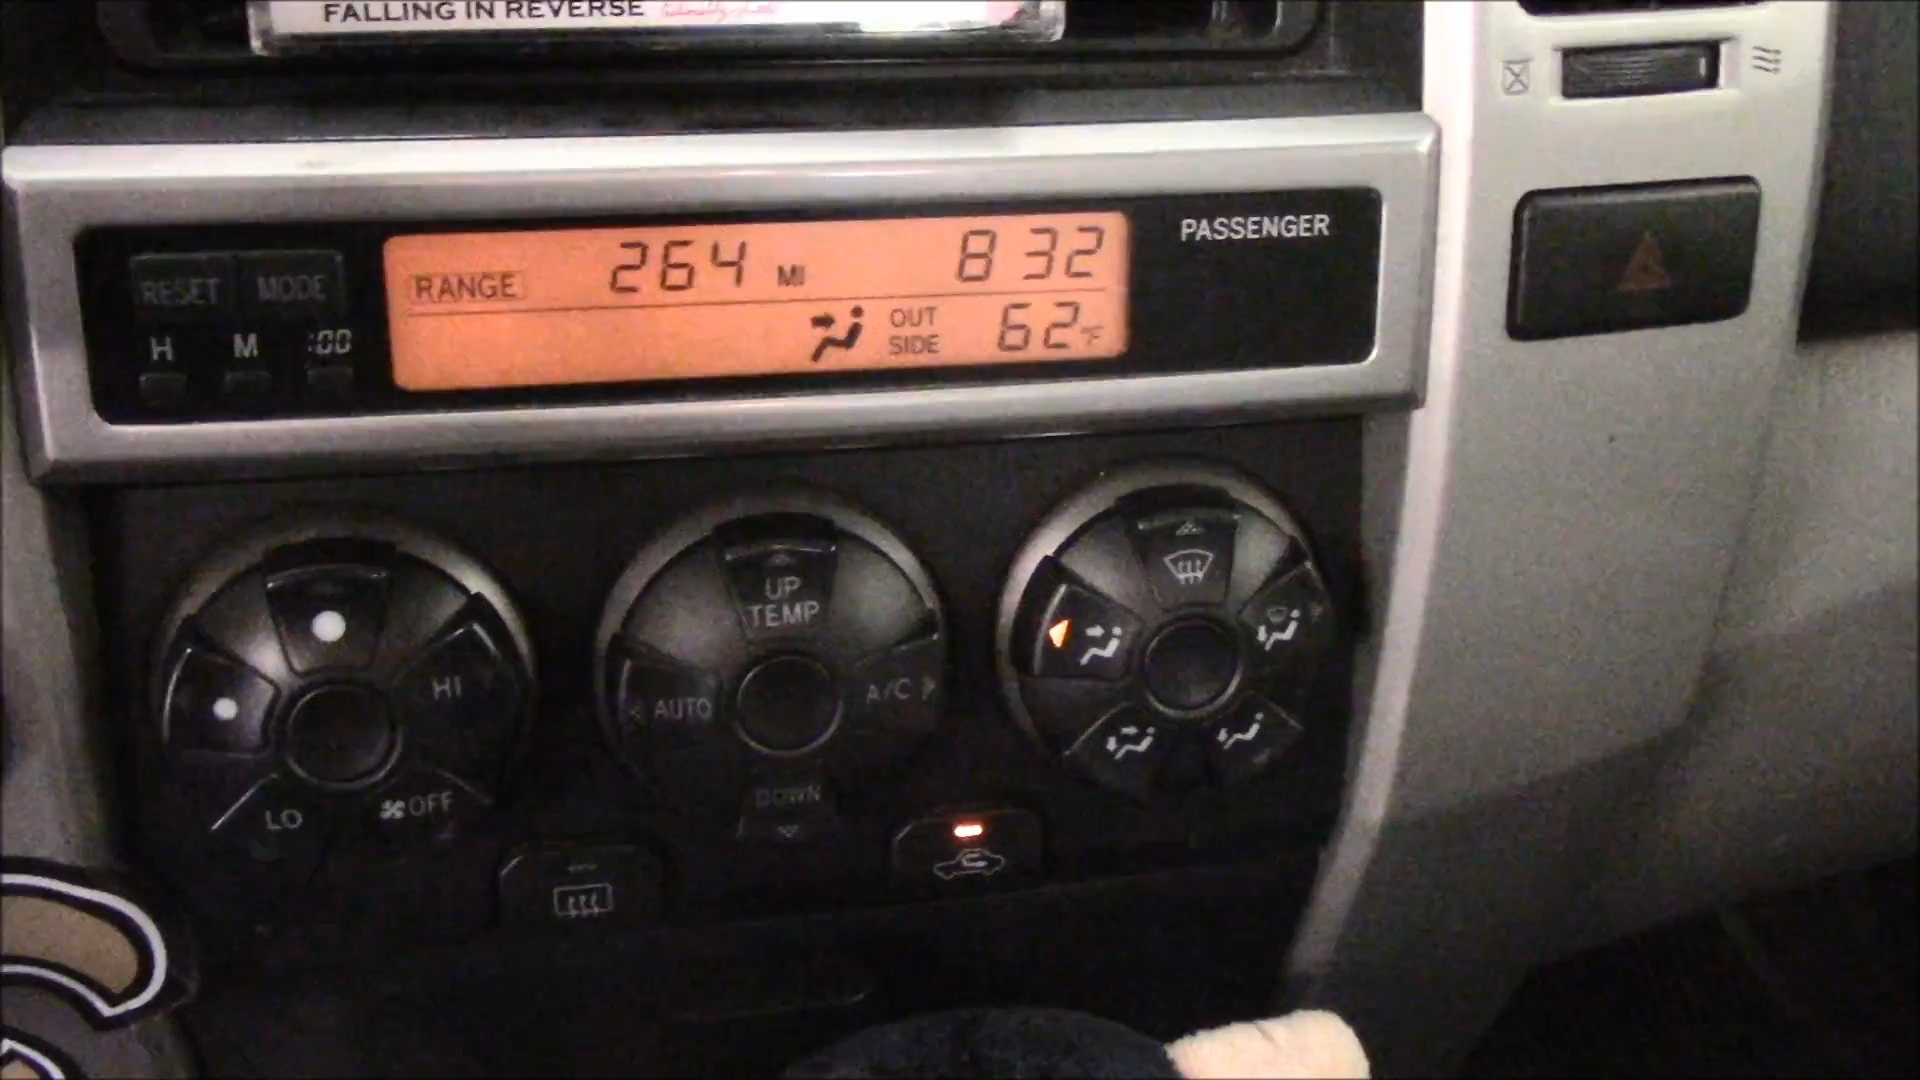 FALLING IN REVERSE
PASSENGER
RESET MODE
RANGE 264 MI 8 32
H M :00
OUT
SIDE 62°F
UP
TEMP
HI
AUTO
A/C
LO
OFF
DOWN